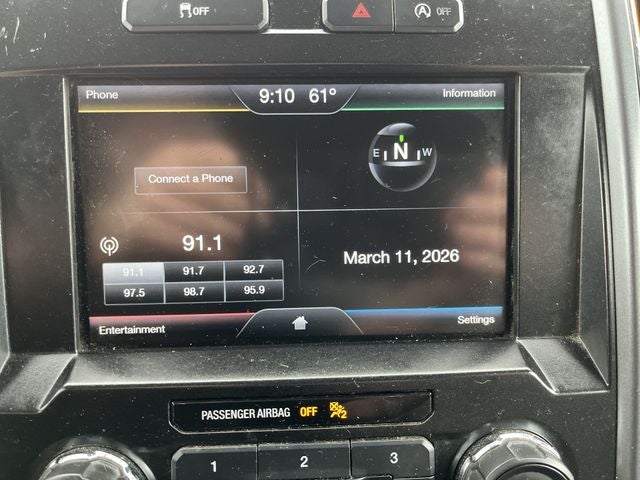 OFF OFF
Phone 9:10 61° Information
E N W
Connect a Phone
91.1
91.1 91.7 92.7
97.5 98.7 95.9
March 11, 2026
Entertainment Settings
PASSENGER AIRBAG OFF 2
1 2 3